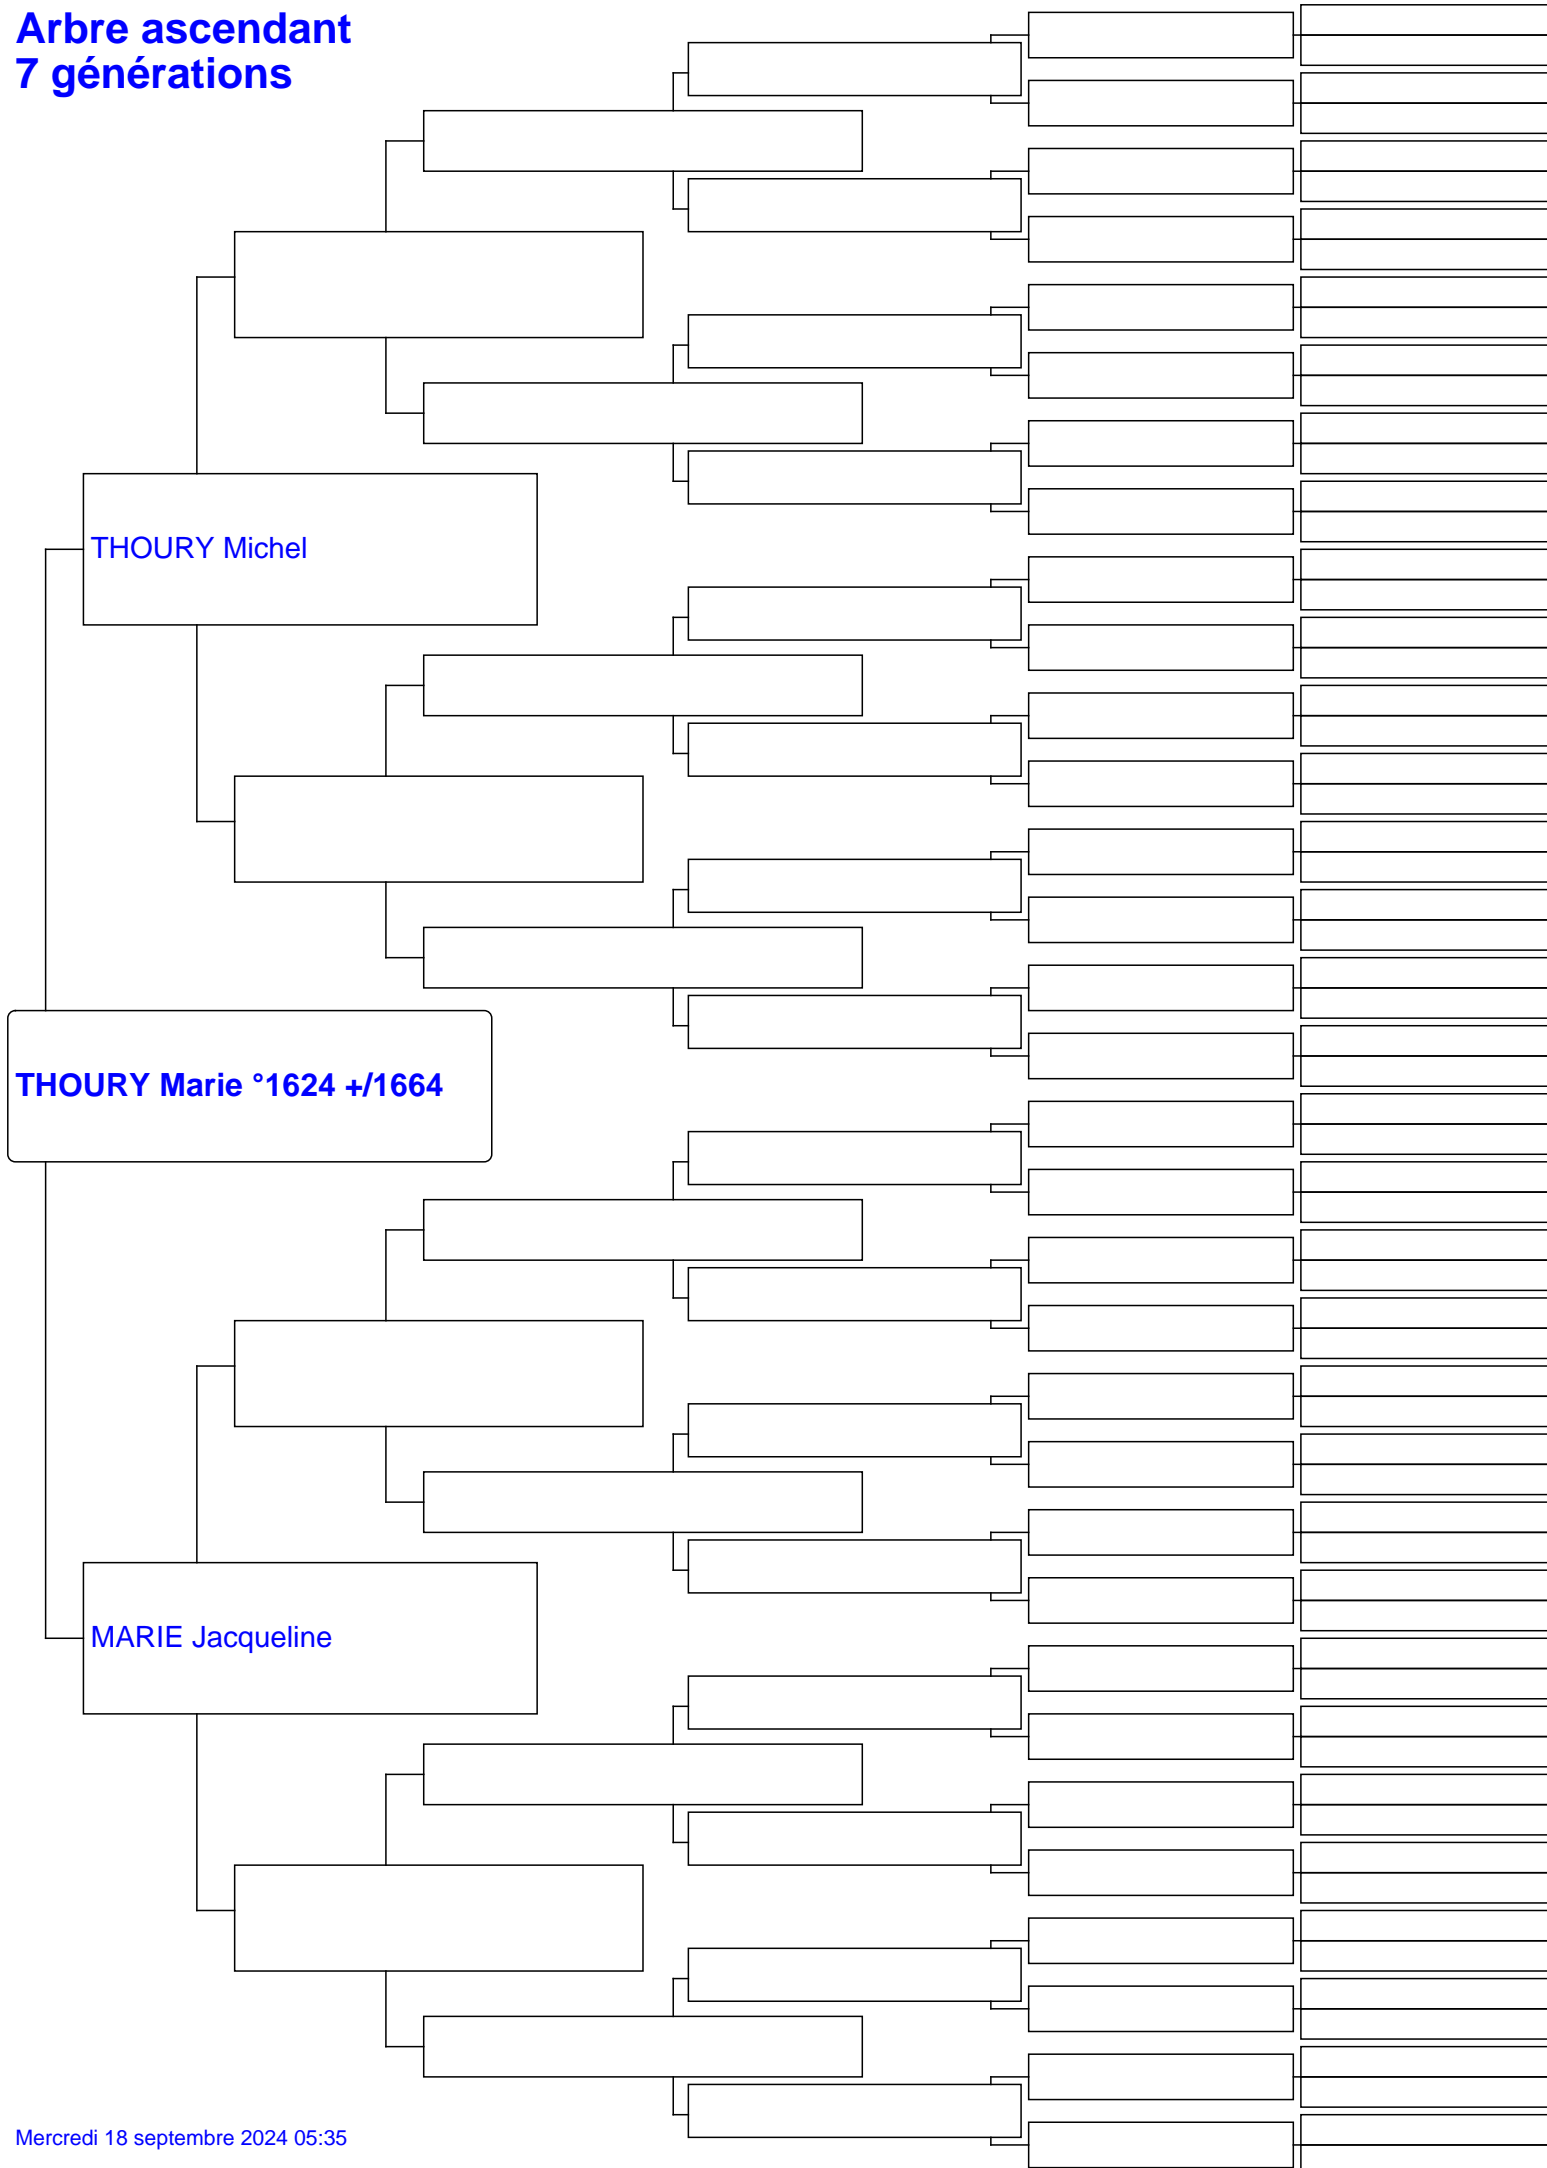 Arbre ascendant
7 générations
THOURY Michel
THOURY Marie °1624 +/1664
MARIE Jacqueline
Mercredi 18 septembre 2024 05:35